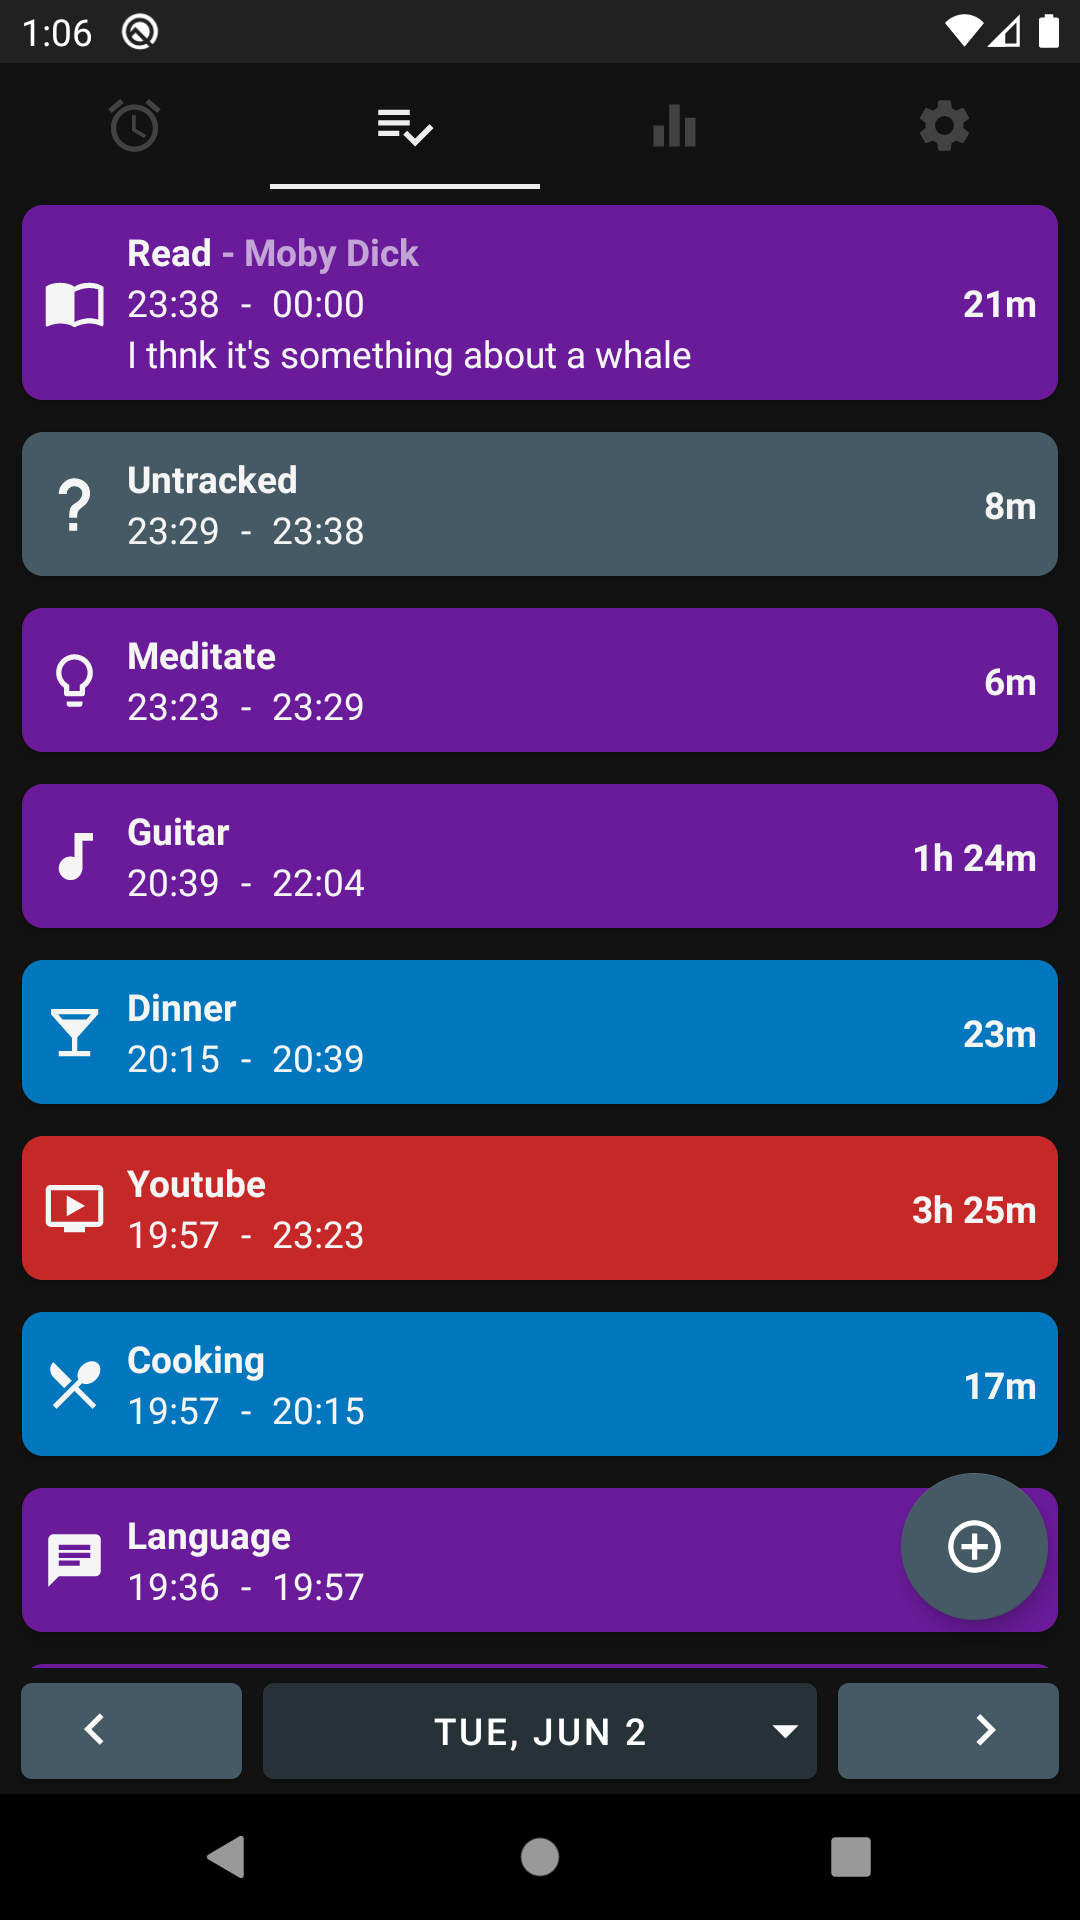 1:06
Read - Moby Dick
23:38 - 00:00
I thnk it's something about a whale
21m
Untracked
23:29 - 23:38
8m
Meditate
23:23 - 23:29
6m
Guitar
20:39 - 22:04
1h 24m
Dinner
20:15 - 20:39
23m
Youtube
19:57 - 23:23
3h 25m
Cooking
19:57 - 20:15
17m
Language
19:36 - 19:57
TUE, JUN 2